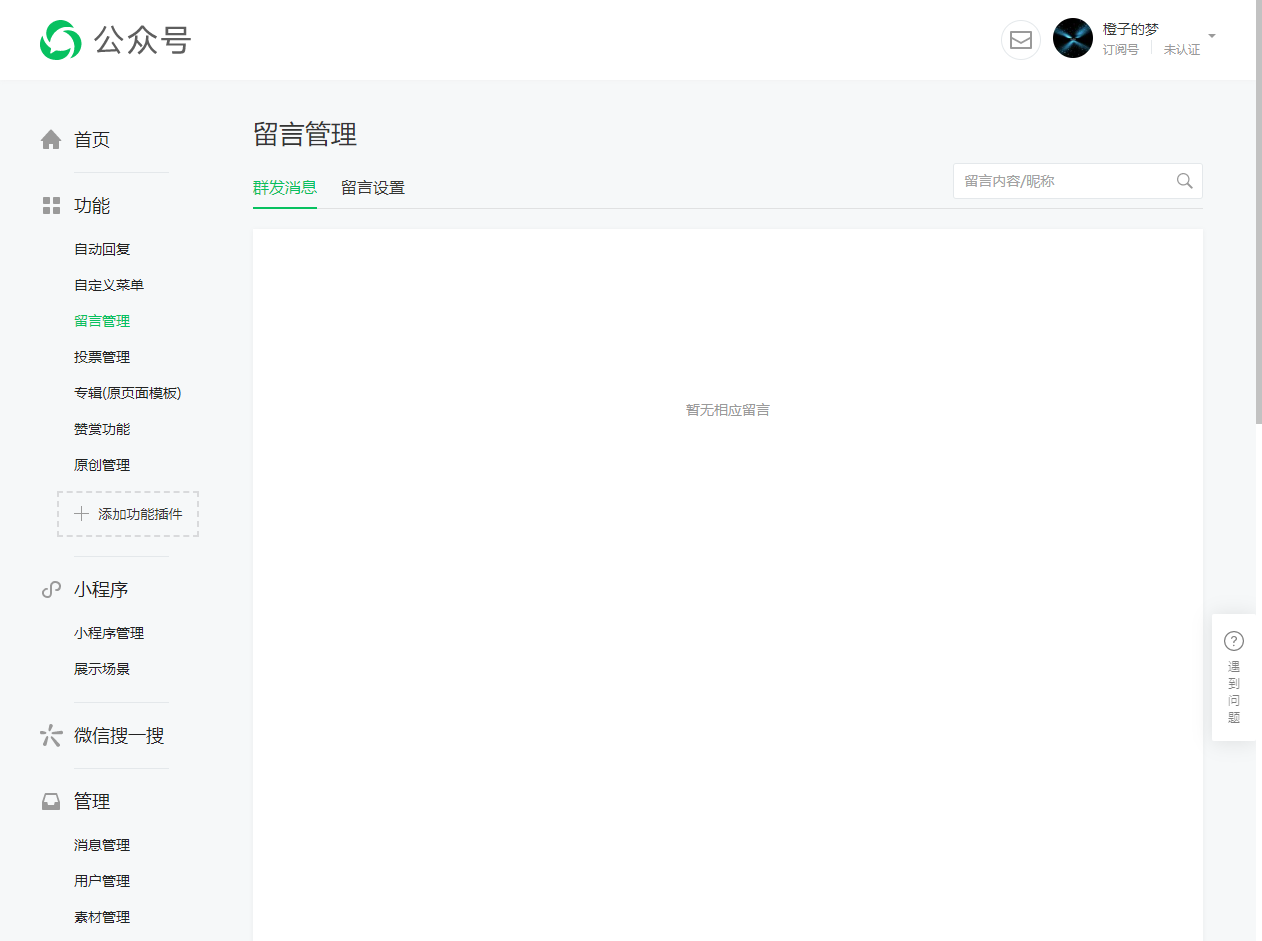 公众号
橙子的梦
订阅号 未认证
首页
功能
自动回复
自定义菜单
留言管理
投票管理
专辑(原页面模板)
赞赏功能
原创管理
添加功能插件
小程序
小程序管理
展示场景
微信搜一搜
管理
消息管理
用户管理
素材管理
留言管理
群发消息 留言设置
留言内容/昵称
暂无相应留言
遇
到
问
题